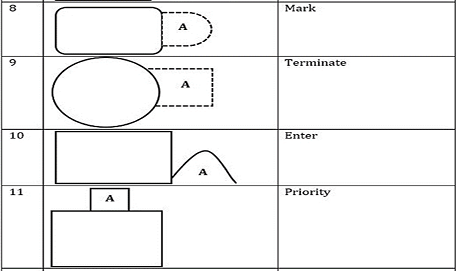 8 A Mark
9 A Terminate
10 A Enter
11 A Priority